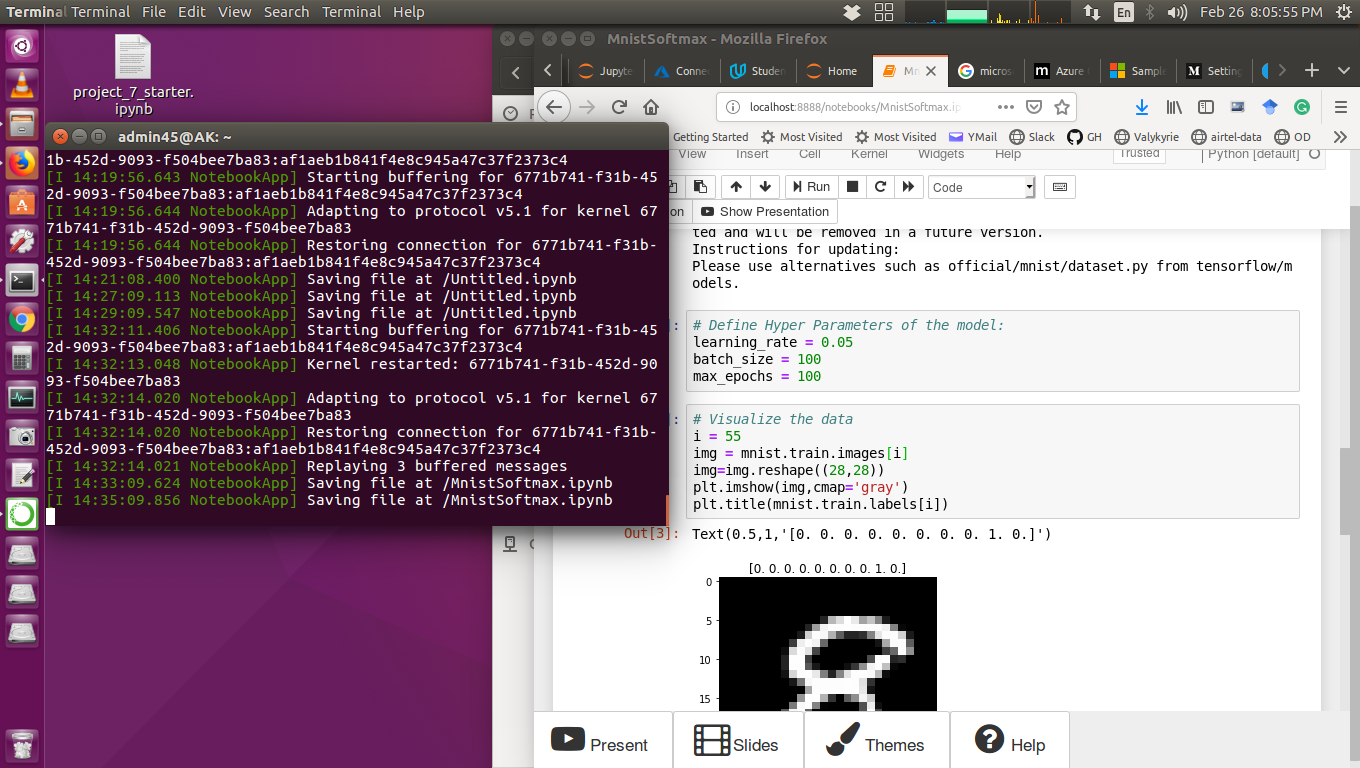 Terminal Terminal File Edit View Search Terminal Help
En
Feb 26 8:05:55 PM
project_7_starter.
ipynb
MnistSoftmax - Mozilla Firefox
Jupyte
Conne
Studen
Home
Mn
micros
Azure
Sampl
Setting
localhost:8888/notebooks/MnistSoftmax.ip
Getting Started
Most Visited
Most Visited
YMail
Slack
GH
Valkyrie
airtel-data
OD
View Insert Cell Kernel Widgets Help
Trusted
Python [default]
Run
Code
on
Show Presentation
admin45@AK: ~
1b-452d-9093-f504bee7ba83:af1aeb1b841f4e8c945a47c37f2373c4
[I 14:19:56.643 NotebookApp] Starting buffering for 6771b741-f31b-45
2d-9093-f504bee7ba83:af1aeb1b841f4e8c945a47c37f2373c4
[I 14:19:56.644 NotebookApp] Adapting to protocol v5.1 for kernel 67
71b741-f31b-452d-9093-f504bee7ba83
[I 14:19:56.644 NotebookApp] Restoring connection for 6771b741-f31b-
452d-9093-f504bee7ba83:af1aeb1b841f4e8c945a47c37f2373c4
[I 14:21:08.400 NotebookApp] Saving file at /Untitled.ipynb
[I 14:27:09.113 NotebookApp] Saving file at /Untitled.ipynb
[I 14:29:09.547 NotebookApp] Saving file at /Untitled.ipynb
[I 14:32:11.406 NotebookApp] Starting buffering for 6771b741-f31b-45
2d-9093-f504bee7ba83:af1aeb1b841f4e8c945a47c37f2373c4
[I 14:32:13.048 NotebookApp] Kernel restarted: 6771b741-f31b-452d-90
93-f504bee7ba83
[I 14:32:14.020 NotebookApp] Adapting to protocol v5.1 for kernel 67
71b741-f31b-452d-9093-f504bee7ba83
[I 14:32:14.020 NotebookApp] Restoring connection for 6771b741-f31b-
452d-9093-f504bee7ba83:af1aeb1b841f4e8c945a47c37f2373c4
[I 14:32:14.021 NotebookApp] Replaying 3 buffered messages
[I 14:33:09.624 NotebookApp] Saving file at /MnistSoftmax.ipynb
[I 14:35:09.856 NotebookApp] Saving file at /MnistSoftmax.ipynb
ted and will be removed in a future version.
Instructions for updating:
Please use alternatives such as official/mnist/dataset.py from tensorflow/m
odels.
]:
# Define Hyper Parameters of the model:
learning_rate = 0.05
batch_size = 100
max_epochs = 100
]:
# Visualize the data
i = 55
img = mnist.train.images[i]
img=img.reshape((28,28))
plt.imshow(img,cmap='gray')
plt.title(mnist.train.labels[i])
Out[3]: Text(0.5,1,'[0. 0. 0. 0. 0. 0. 0. 0. 1. 0.]')
[0. 0. 0. 0. 0. 0. 0. 0. 1. 0.]
0
5
10
15
Present
Slides
Themes
Help